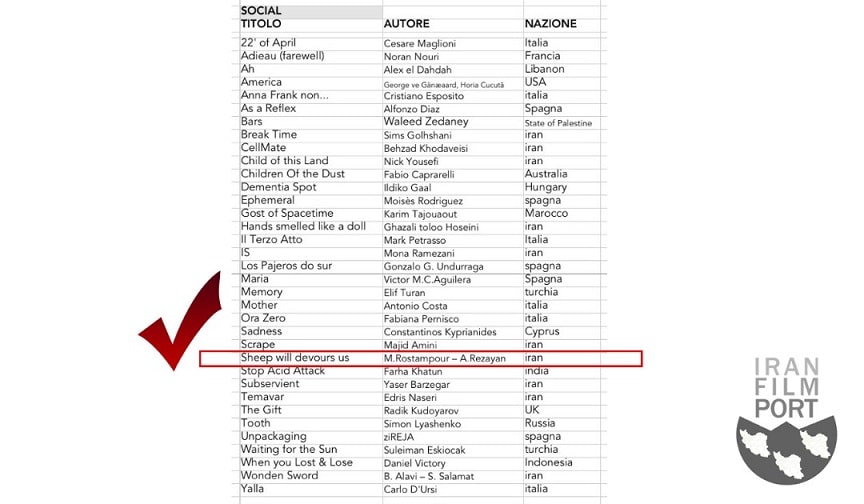 SOCIAL
TITOLO AUTORE NAZIONE
22' of April Cesare Maglioni Italia
Adieau (farewell) Noran Nouri Francia
Ah Alex el Dahdah Libanon
America George ve Gänæaard, Horia Cucută USA
Anna Frank non... Cristiano Esposito italia
As a Reflex Alfonzo Diaz Spagna
Bars Waleed Zedaney State of Palestine
Break Time Sims Golhshani iran
CellMate Behzad Khodaveisi iran
Child of this Land Nick Yousefi iran
Children Of the Dust Fabio Caprarelli Australia
Dementia Spot Ildiko Gaal Hungary
Ephemeral Moisès Rodriguez spagna
Gost of Spacetime Karim Tajouaout Marocco
Hands smelled like a doll Ghazali toloo Hoseini iran
Il Terzo Atto Mark Petrasso Italia
IS Mona Ramezani iran
Los Pajeros do sur Gonzalo G. Undurraga spagna
Maria Victor M.C.Aguilera Spagna
Memory Elif Turan turchia
Mother Antonio Costa italia
Ora Zero Fabiana Pernisco italia
Sadness Constantinos Kyprianides Cyprus
Scrape Majid Amini iran
Sheep will devours us M.Rostampour – A.Rezayan iran
Stop Acid Attack Farha Khatun india
Subservient Yaser Barzegar iran
Temavar Edris Naseri iran
The Gift Radik Kudoyarov UK
Tooth Simon Lyashenko Russia
Unpackaging ziREJA spagna
Waiting for the Sun Suleiman Eskiocak turchia
When you Lost & Lose Daniel Victory Indonesia
Wonden Sword B. Alavi – S. Salamat iran
Yalla Carlo D'Ursi italia
IRAN
FILM
PORT